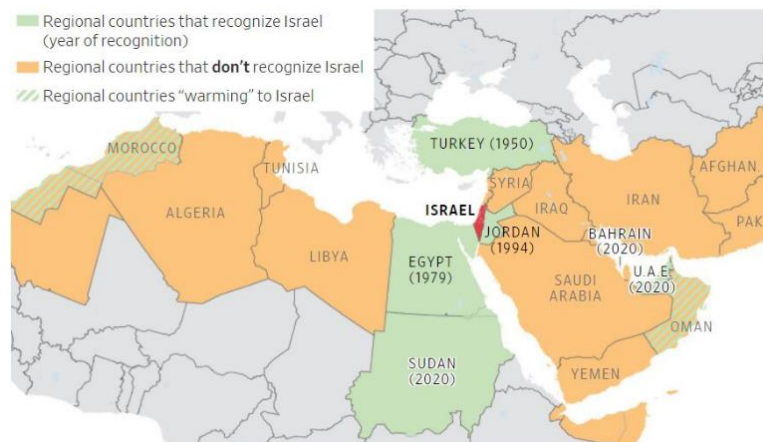 Regional countries that recognize Israel
(year of recognition)
Regional countries that don't recognize Israel
Regional countries “warming” to Israel
MOROCCO
TUNISIA
ALGERIA
LIBYA
TURKEY (1950)
SYRIA
ISRAEL
IRAQ
JORDAN
(1994)
EGYPT
(1979)
IRAN
AFGHAN.
PAK
BAHRAIN
(2020)
U.A.E.
(2020)
SAUDI
ARABIA
OMAN
YEMEN
SUDAN
(2020)